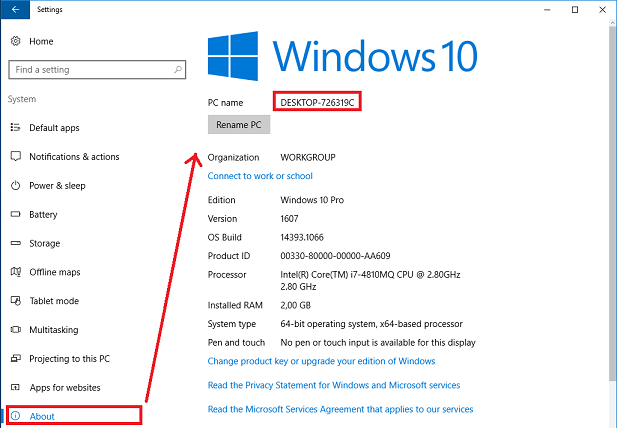 Settings
Home
Find a setting
System
Default apps
Notifications & actions
Power & sleep
Battery
Storage
Offline maps
Tablet mode
Multitasking
Projecting to this PC
Apps for websites
About
Windows 10
PC name DESKTOP-726319C
Rename PC
Organization WORKGROUP
Connect to work or school
Edition Windows 10 Pro
Version 1607
OS Build 14393.1066
Product ID 00330-80000-00000-AA609
Processor Intel(R) Core(TM) i7-4810MQ CPU @ 2.80GHz
2.80 GHz
Installed RAM 2,00 GB
System type 64-bit operating system, x64-based processor
Pen and touch No pen or touch input is available for this display
Change product key or upgrade your edition of Windows
Read the Privacy Statement for Windows and Microsoft services
Read the Microsoft Services Agreement that applies to our services